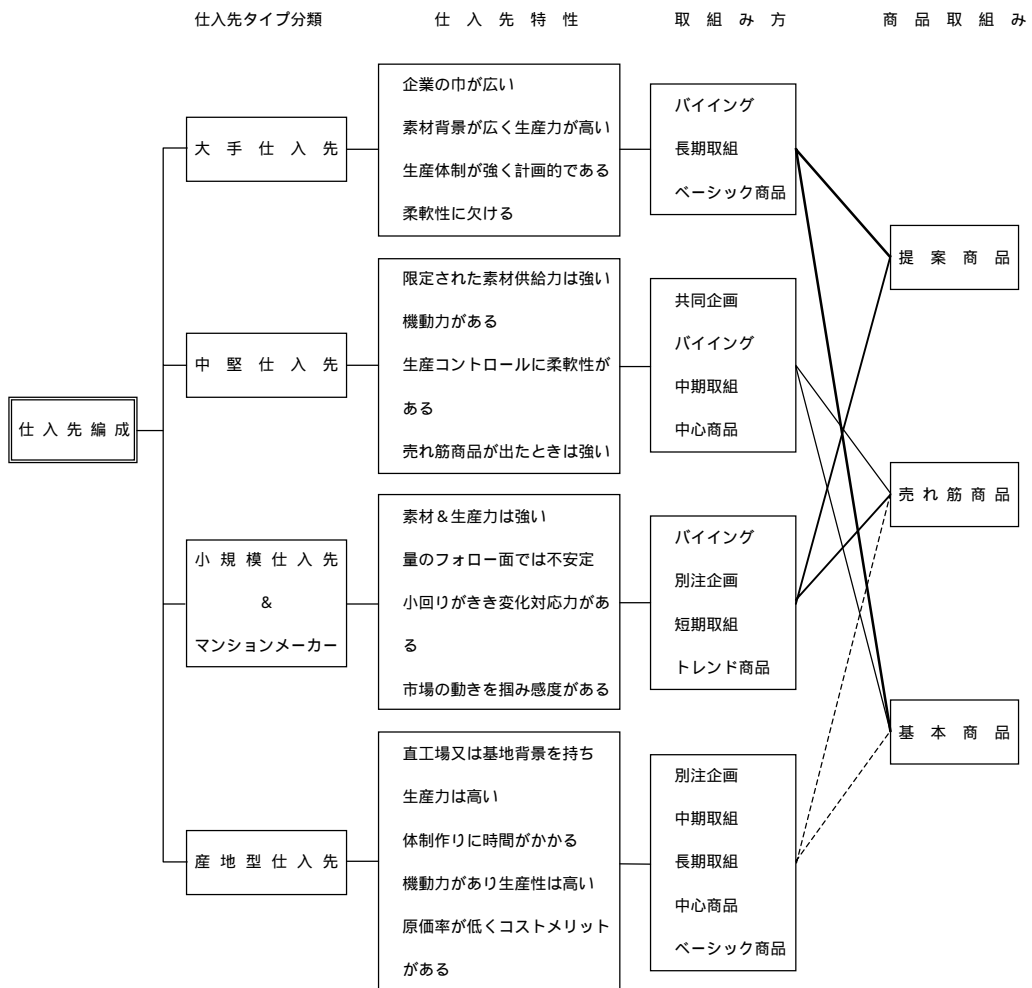 仕入先タイプ分類
仕入先特性
取組み方
商品取組み
仕入先編成
大手仕入先
企業の巾が広い
素材背景が広く生産力が高い
生産体制が強く計画的である
柔軟性に欠ける
バイイング
長期取組
ベーシック商品
中堅仕入先
限定された素材供給力は強い
機動力がある
生産コントロールに柔軟性が
ある
売れ筋商品が出たときは強い
共同企画
バイイング
中期取組
中心商品
小規模仕入先
&
マンションメーカー
素材&生産力は強い
量のフォロー面では不安定
小回りがきき変化対応力があ
る
市場の動きを掴み感度がある
バイイング
別注企画
短期取組
トレンド商品
産地型仕入先
直工場又は基地背景を持ち
生産力は高い
体制作りに時間がかかる
機動力があり生産性は高い
原価率が低くコストメリット
がある
別注企画
中期取組
長期取組
中心商品
ベーシック商品
提案商品
売れ筋商品
基本商品